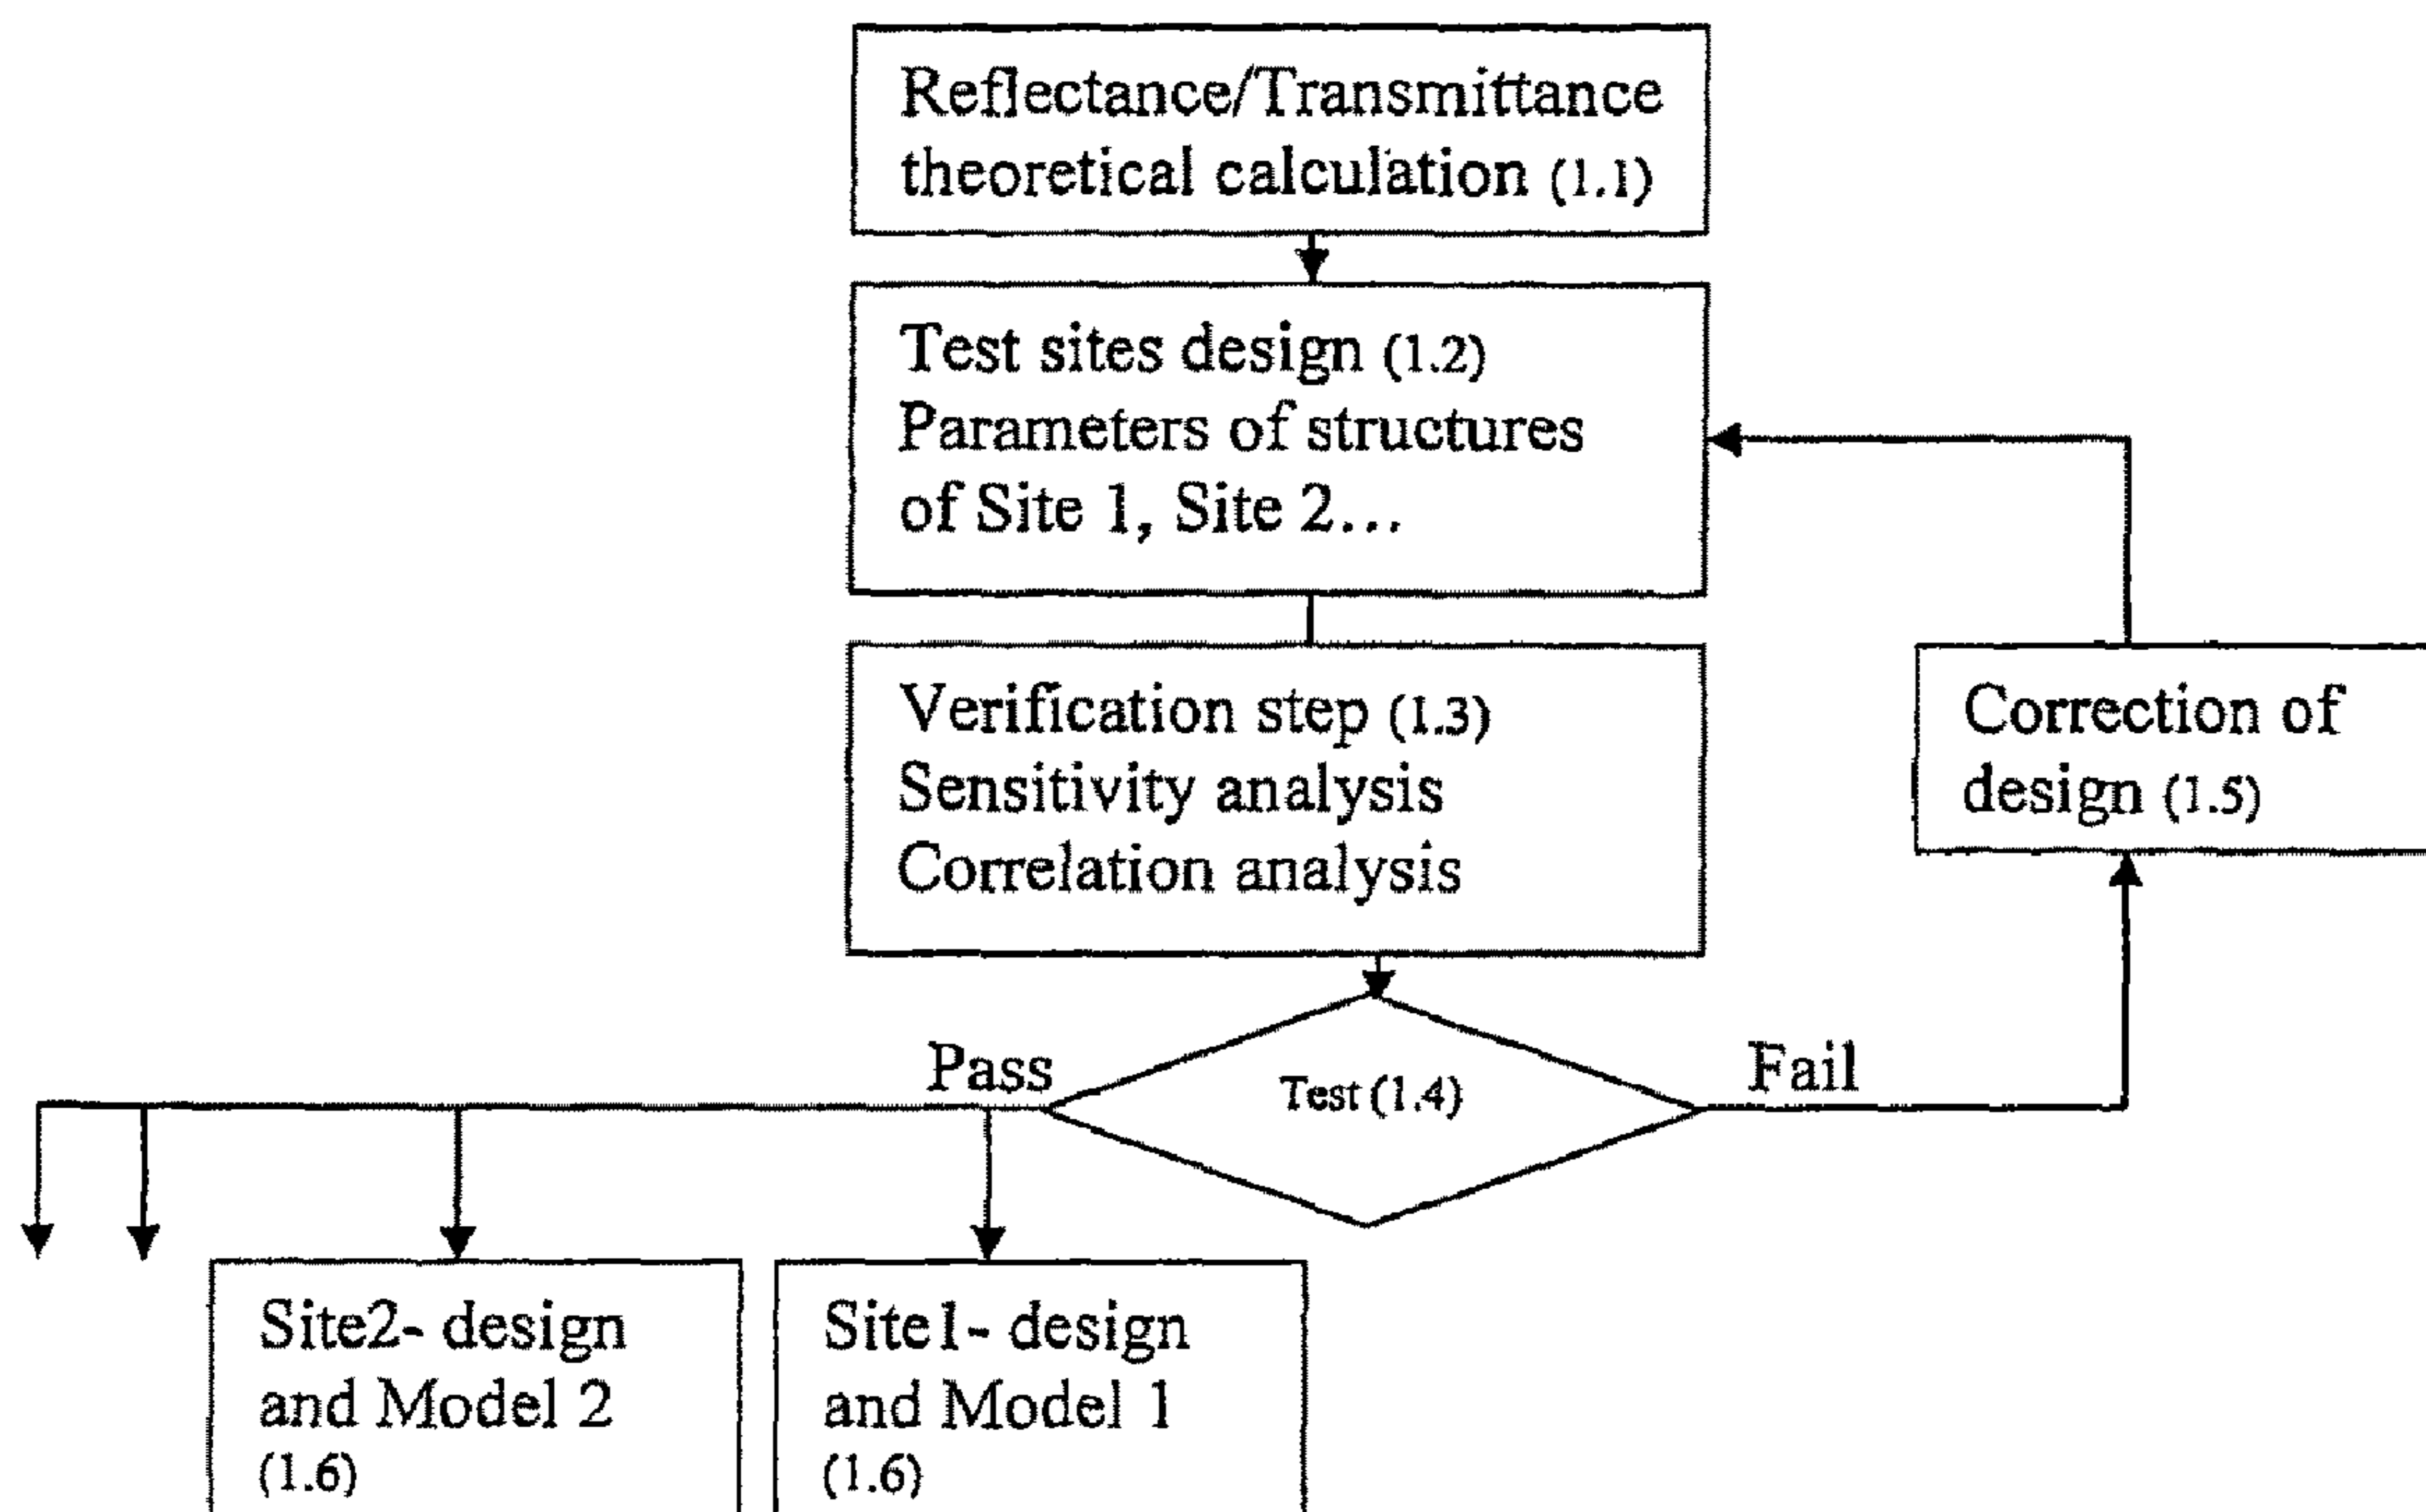 Reflectance/Transmittance
theoretical calculation (1.1)
Test sites design (1.2)
Parameters of structures
of Site 1, Site 2...
Verification step (1.3)
Sensitivity analysis
Correlation analysis
Correction of
design (1.5)
Pass
Test (1.4)
Fail
Site2- design
and Model 2
(1.6)
Site1- design
and Model 1
(1.6)